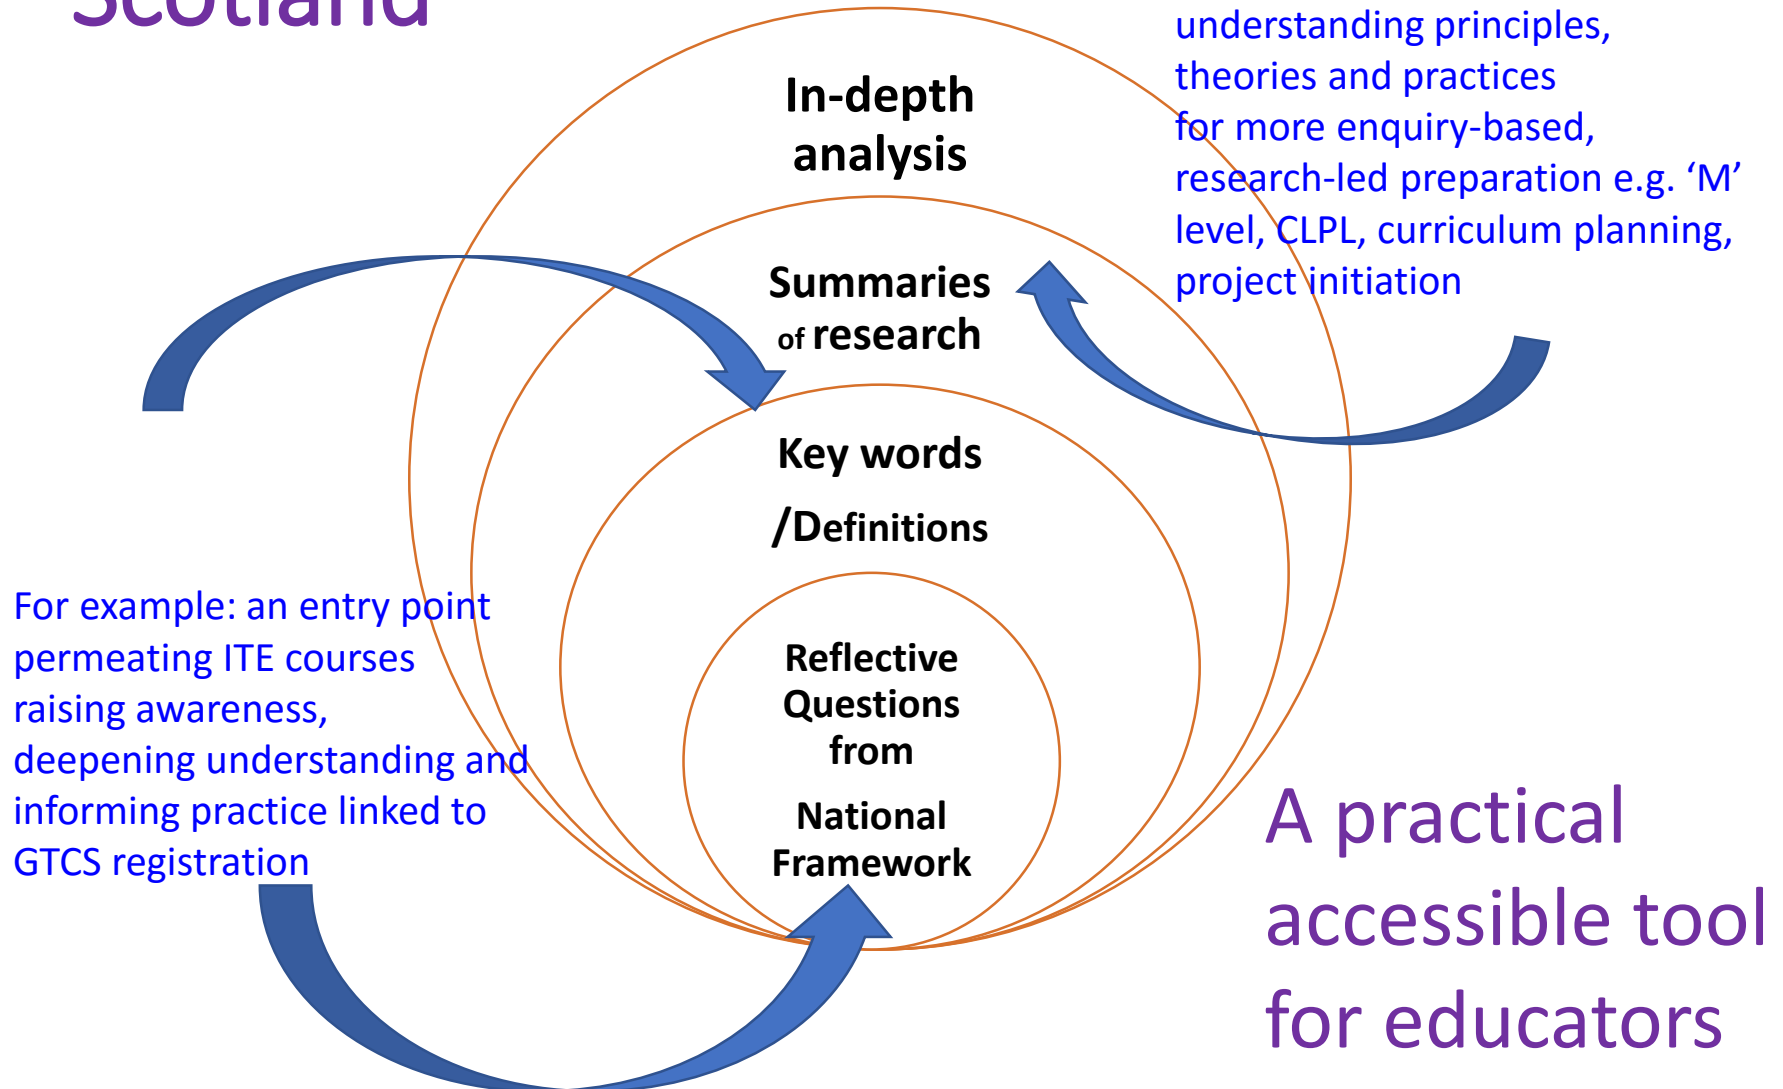 Scotland
understanding principles,
theories and practices
for more enquiry-based,
research-led preparation e.g. ‘M’
level, CLPL, curriculum planning,
project initiation
In-depth
analysis
Summaries
of research
Key words
/Definitions
For example: an entry point
permeating ITE courses
raising awareness,
deepening understanding and
informing practice linked to
GTCS registration
Reflective
Questions
from
National
Framework
A practical
accessible tool
for educators